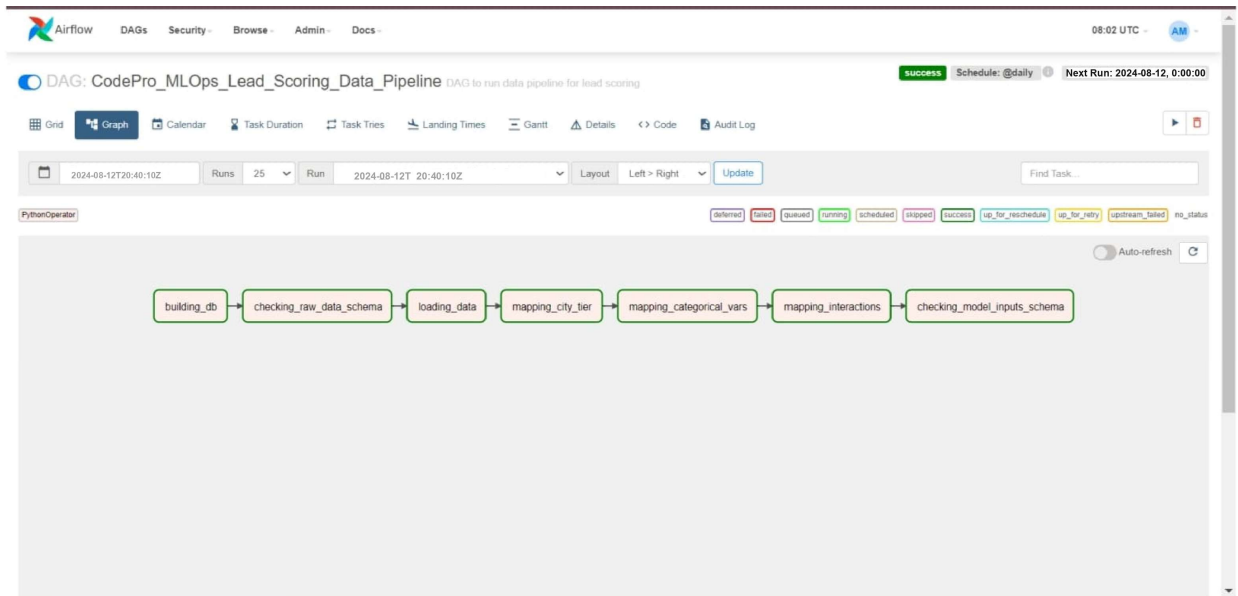 Airflow DAGs Security Browse Admin Docs 08:02 UTC AM
DAG: CodePro_MLOps_Lead_Scoring_Data_Pipeline DAG to run data pipeline for lead scoring success Schedule: @daily Next Run: 2024-08-12, 0:00:00
Grid Graph Calendar Task Duration Task Tries Landing Times Gantt Details <> Code Audit Log
2024-08-12T20:40:10Z Runs 25 Run 2024-08-12T 20:40:10Z Layout Left > Right Update Find Task...
PythonOperator deferred failed queued running scheduled skipped success up_for_reschedule up_for_retry upstream_failed no_status
Auto-refresh
building_db checking_raw_data_schema loading_data mapping_city_tier mapping_categorical_vars mapping_interactions checking_model_inputs_schema